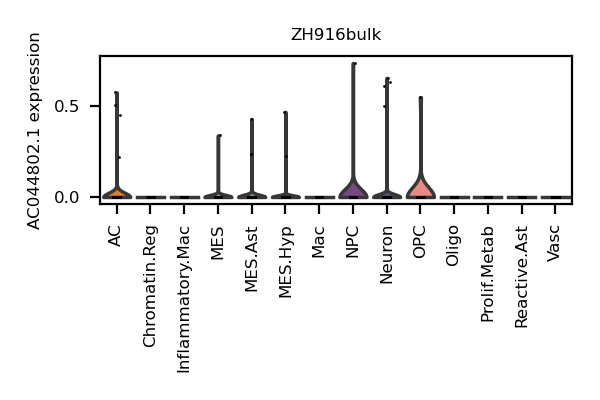 ZH916bulk
AC044802.1 expression
0.5
0.0
AC
Chromatin.Reg
Inflammatory.Mac
MES
MES.Ast
MES.Hyp
Mac
NPC
Neuron
OPC
Oligo
Prolif.Metab
Reactive.Ast
Vasc